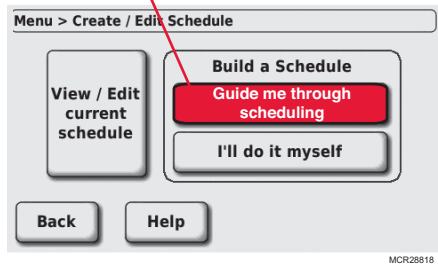 Menu > Create / Edit Schedule
View / Edit
current
schedule
Build a Schedule
Guide me through
scheduling
I'll do it myself
Back
Help
MCR28818